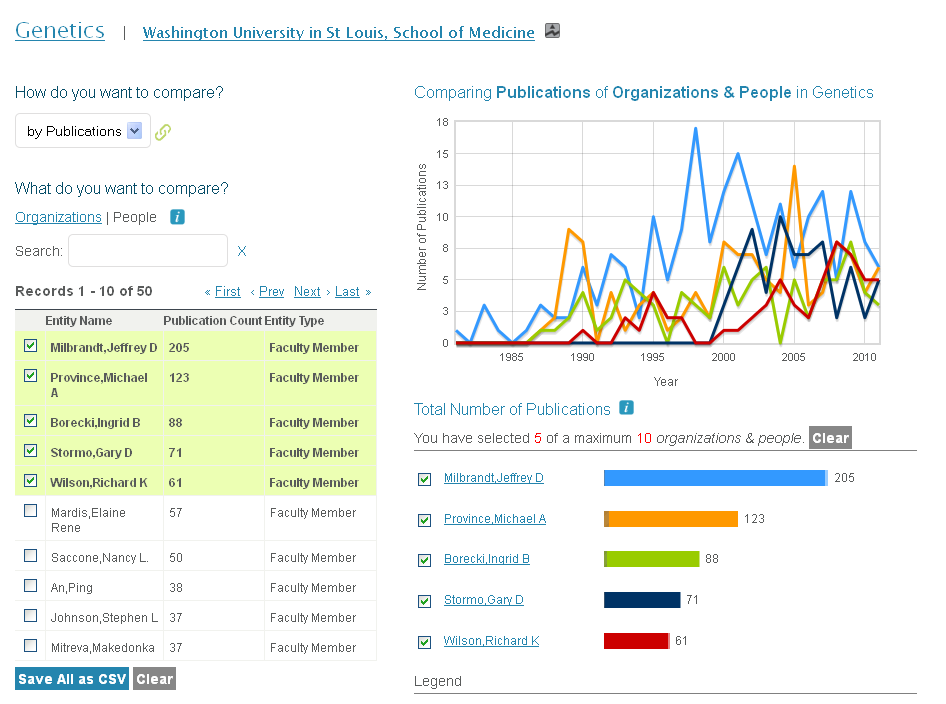 Genetics | Washington University in St Louis, School of Medicine
How do you want to compare?
by Publications
What do you want to compare?
Organizations | People i
Search: X
Records 1 - 10 of 50 « First ‹ Prev Next › Last »
Entity Name Publication Count Entity Type
Milbrandt,Jeffrey D 205 Faculty Member
Province,Michael A 123 Faculty Member
Borecki,Ingrid B 88 Faculty Member
Stormo,Gary D 71 Faculty Member
Wilson,Richard K 61 Faculty Member
Mardis,Elaine Rene 57 Faculty Member
Saccone,Nancy L. 50 Faculty Member
An,Ping 38 Faculty Member
Johnson,Stephen L 37 Faculty Member
Mitreva,Makedonka 37 Faculty Member
Save All as CSV Clear
Comparing Publications of Organizations & People in Genetics
Number of Publications
18
15
13
10
8
5
3
0
1985 1990 1995 2000 2005 2010
Year
Total Number of Publications i
You have selected 5 of a maximum 10 organizations & people. Clear
Milbrandt,Jeffrey D 205
Province,Michael A 123
Borecki,Ingrid B 88
Stormo,Gary D 71
Wilson,Richard K 61
Legend